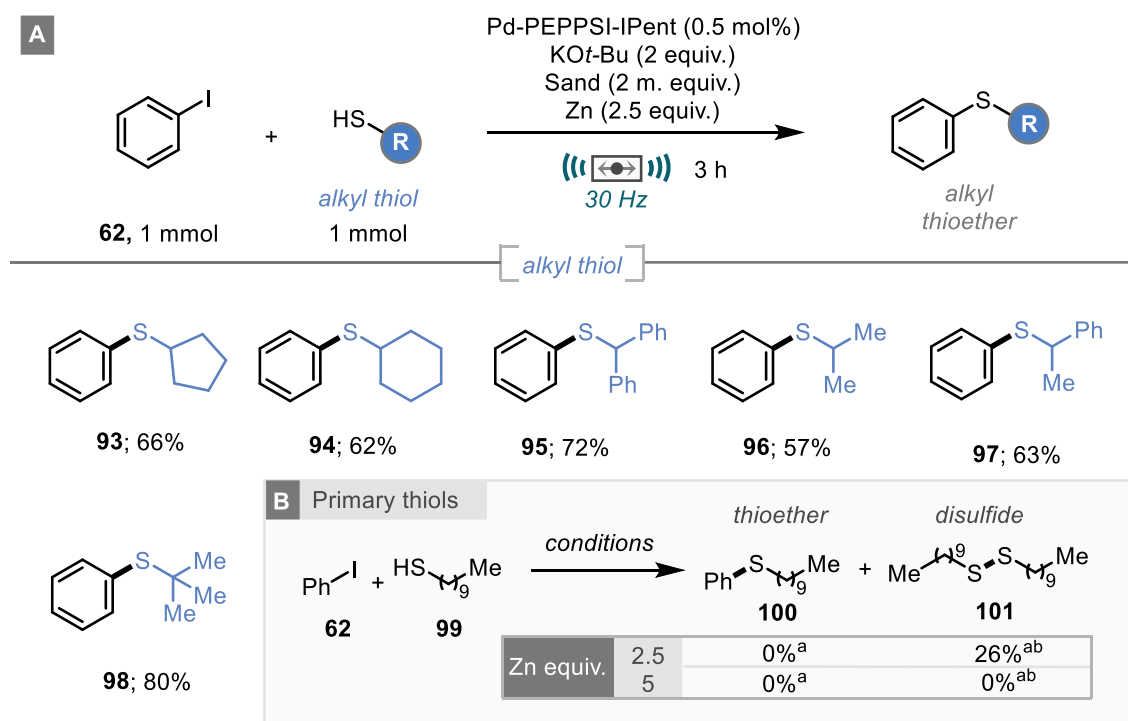 A
Pd-PEPPSI-IPent (0.5 mol%)
KOt-Bu (2 equiv.)
Sand (2 m. equiv.)
Zn (2.5 equiv.)
I
+
HS
R
S
R
30 Hz
3 h
alkyl thiol
alkyl
thioether
62, 1 mmol
1 mmol
alkyl thiol
S
S
S
Ph
Ph
S
Me
Me
S
Ph
Me
93; 66%
94; 62%
95; 72%
96; 57%
97; 63%
S
Me
Me
Me
98; 80%
B
Primary thiols
thioether
disulfide
conditions
Ph
I
+
HS
( )9
Me
Ph
S
( )9
Me
+
Me
( )9
S
S
( )9
Me
62
99
100
101
Zn equiv.
2.5
0%ᵃ
26%ᵃᵇ
5
0%ᵃ
0%ᵃᵇ